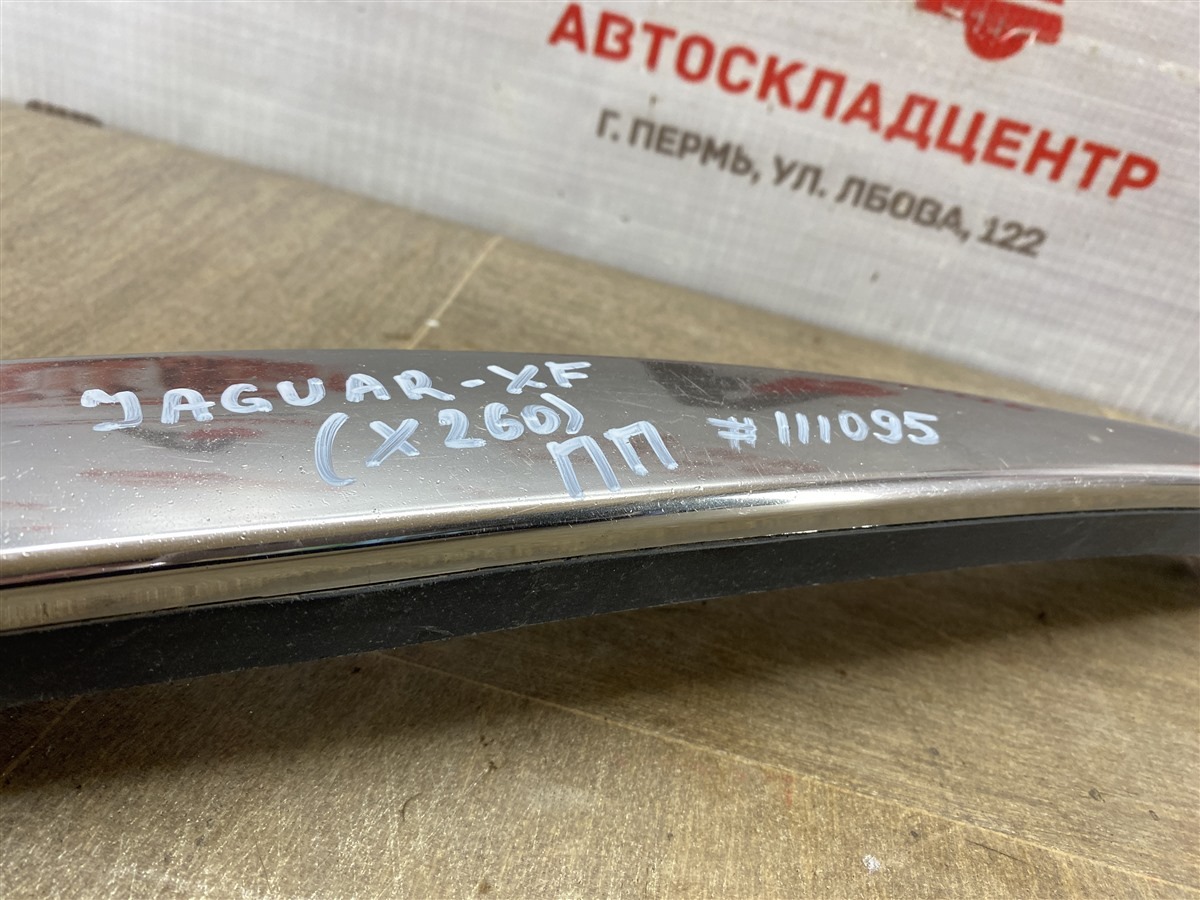 АВТОСКЛАДЦЕНТР
Г. ПЕРМЬ, УЛ. ЛБОВА, 122
JAGUAR-XF
(X260)
ПП #111095